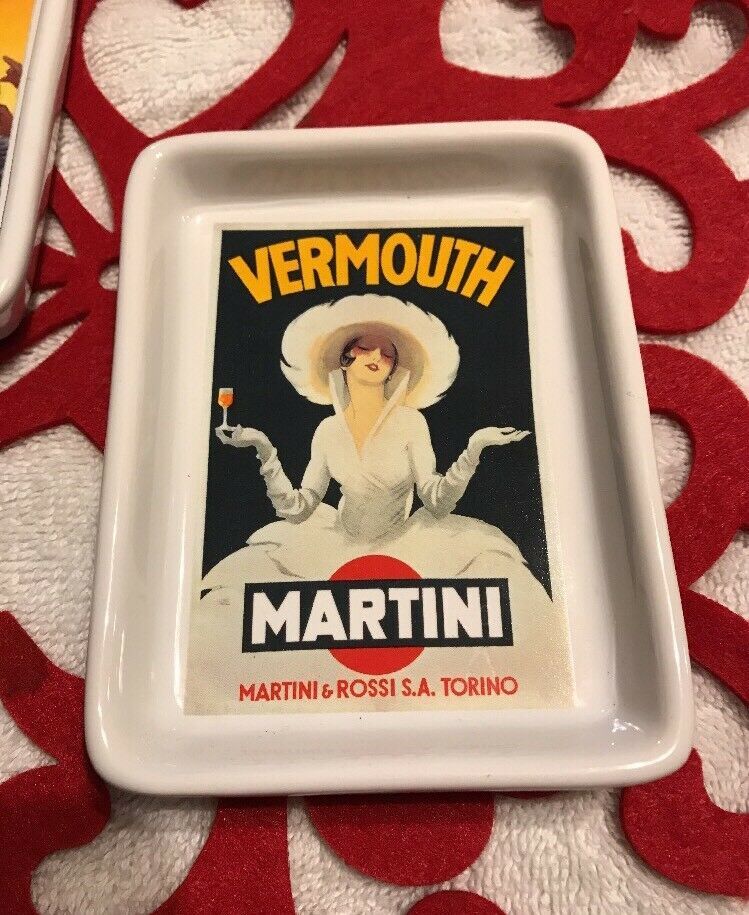 VERMOUTH
MARTINI
MARTINI & ROSSI S.A. TORINO